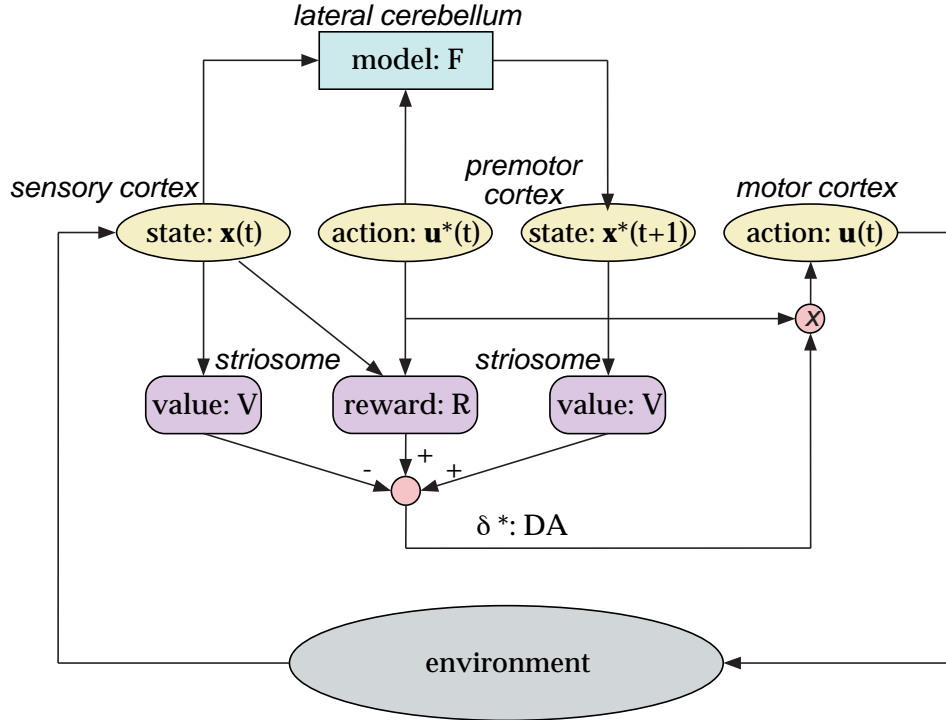 lateral cerebellum
model: F
sensory cortex
premotor
cortex
motor cortex
state: x(t)
action: u*(t)
state: x*(t+1)
action: u(t)
x
striosome
striosome
value: V
reward: R
value: V
-
+
+
δ *: DA
environment